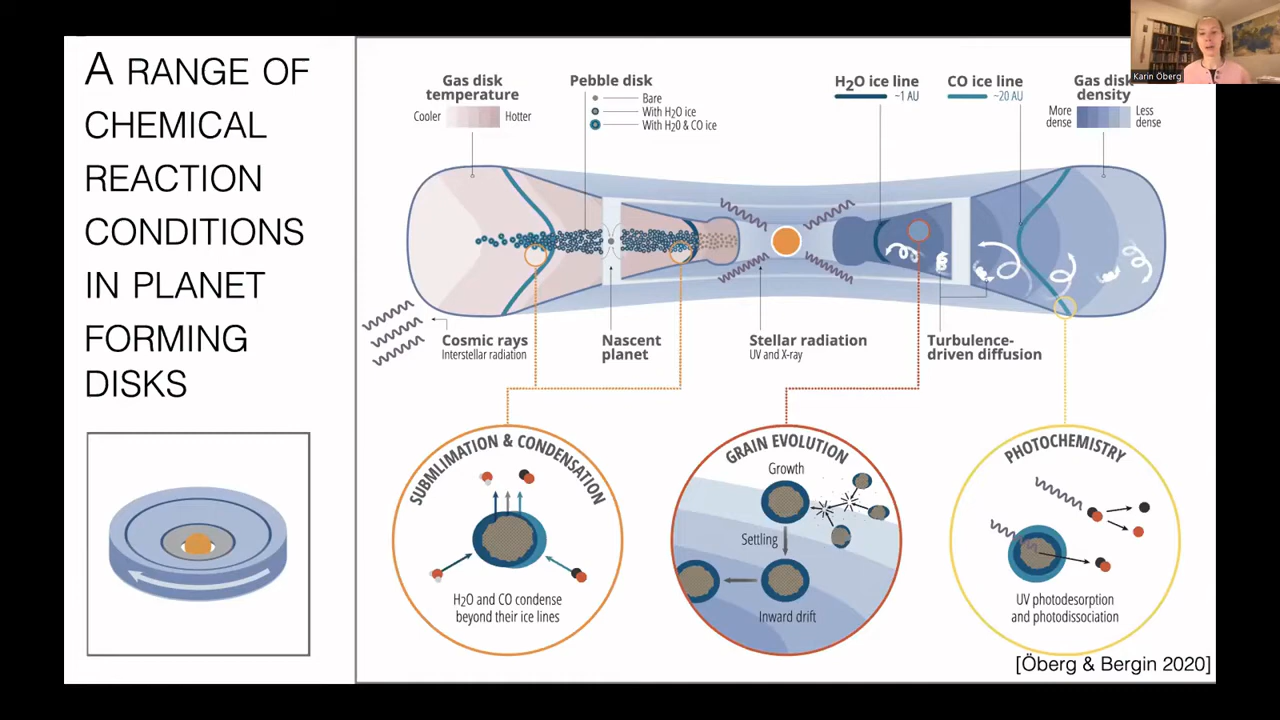 A RANGE OF
CHEMICAL
REACTION
CONDITIONS
IN PLANET
FORMING
DISKS
Gas disk
temperature
Cooler
Hotter
Pebble disk
Bare
With H₂O ice
With H20 & CO ice
H₂O ice line
~1 AU
CO ice line
~20 AU
Gas disk
density
More
dense
Less
dense
Karin Öberg
Cosmic rays
Interstellar radiation
Nascent
planet
Stellar radiation
UV and X-ray
Turbulence-
driven diffusion
SUBMLIMATION & CONDENSATION
H₂O and CO condense
beyond their ice lines
GRAIN EVOLUTION
Growth
Settling
Inward drift
PHOTOCHEMISTRY
UV photodesorption
and photodissociation
[Öberg & Bergin 2020]